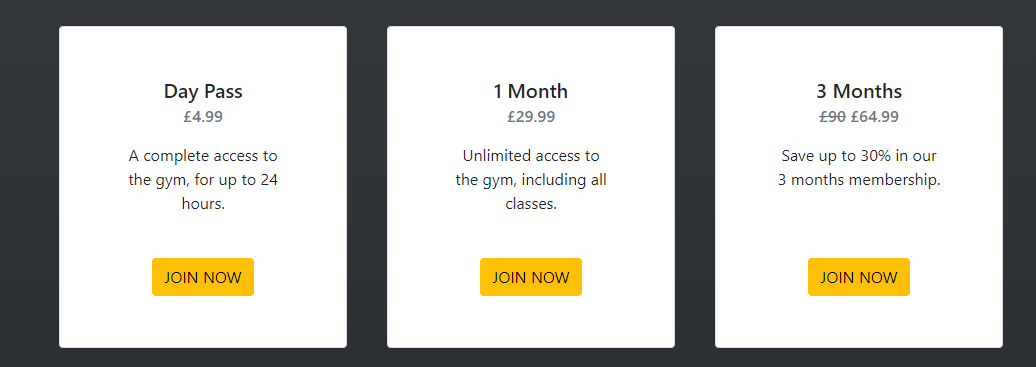 Day Pass
£4.99
A complete access to
the gym, for up to 24
hours.
JOIN NOW
1 Month
£29.99
Unlimited access to
the gym, including all
classes.
JOIN NOW
3 Months
£90 £64.99
Save up to 30% in our
3 months membership.
JOIN NOW